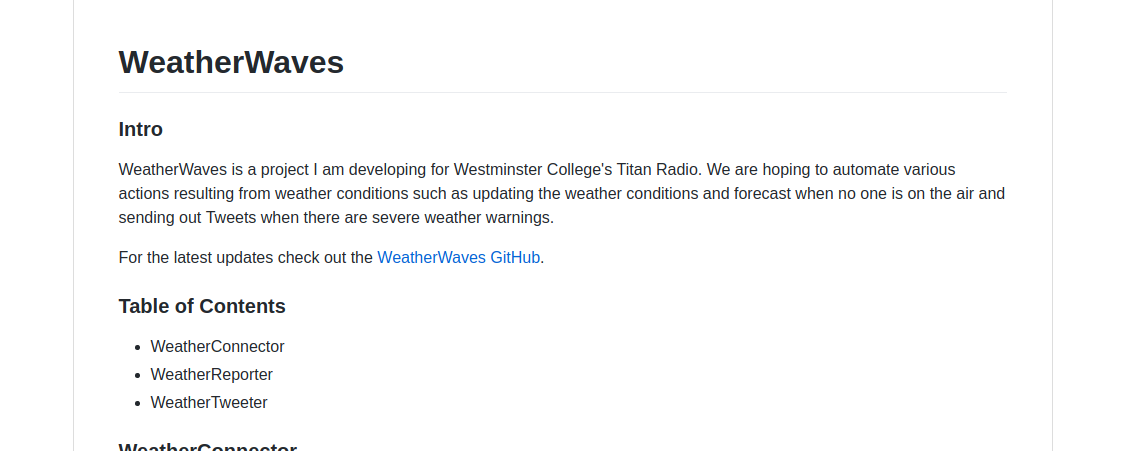 WeatherWaves
Intro
WeatherWaves is a project I am developing for Westminster College's Titan Radio. We are hoping to automate various
actions resulting from weather conditions such as updating the weather conditions and forecast when no one is on the air and
sending out Tweets when there are severe weather warnings.
For the latest updates check out the WeatherWaves GitHub.
Table of Contents
WeatherConnector
WeatherReporter
WeatherTweeter
WeatherConnector